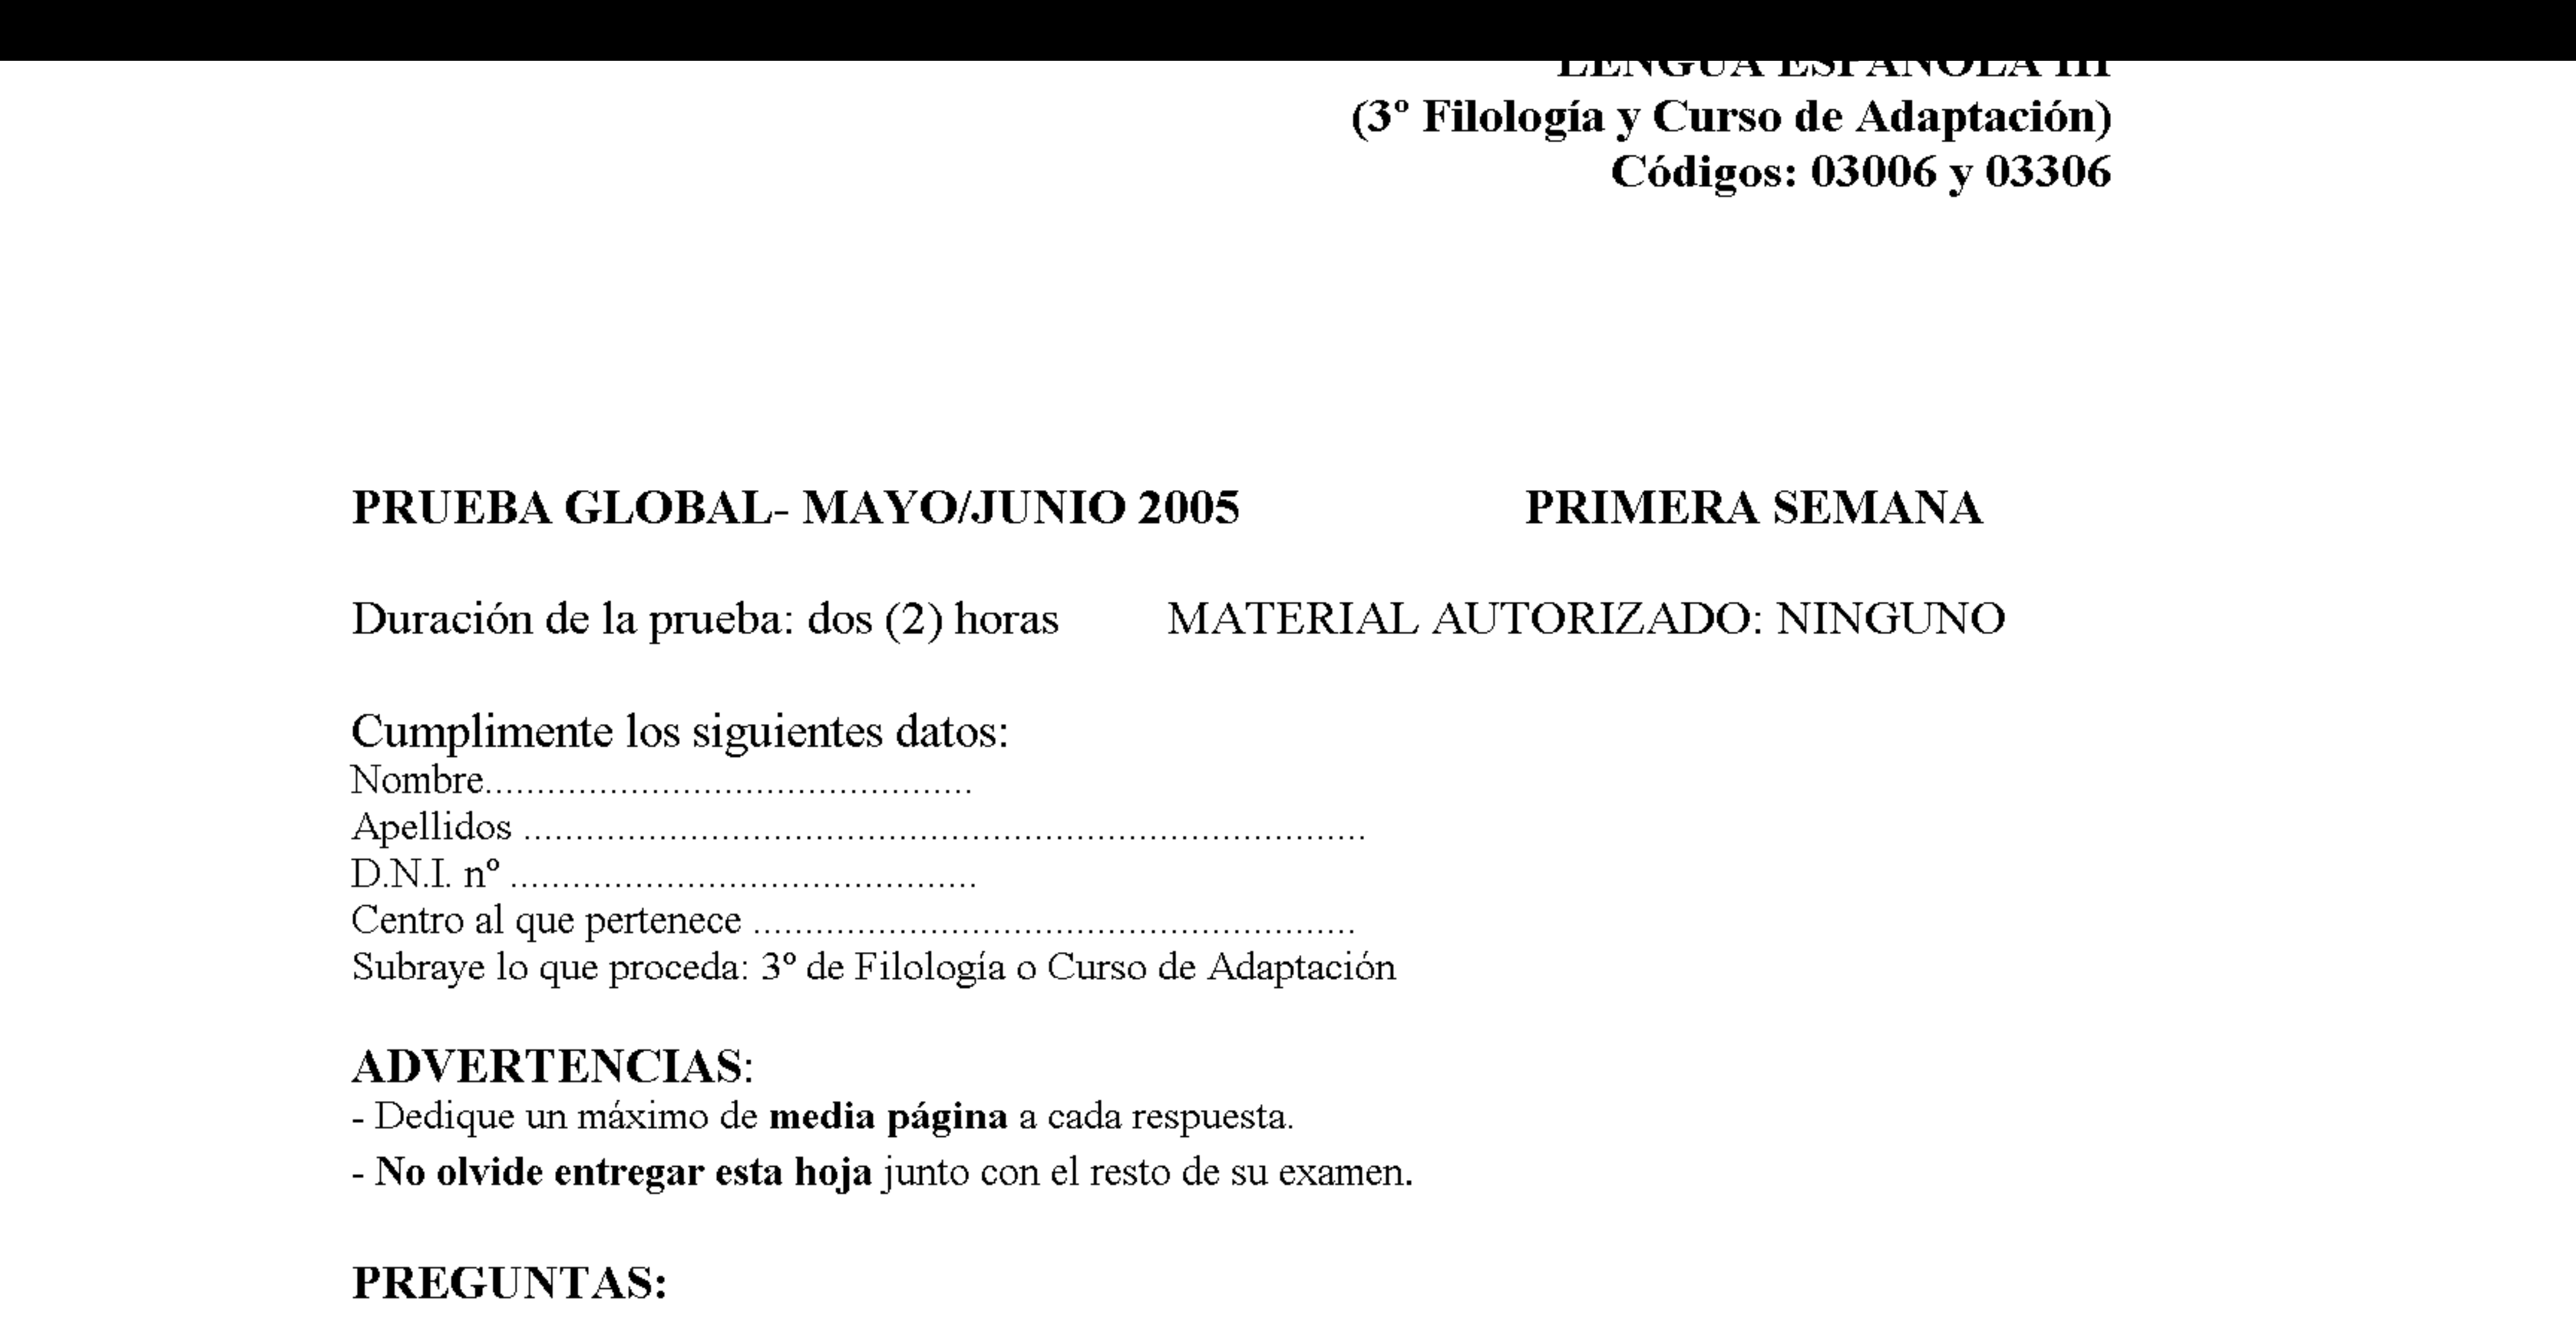 LENGUA ESPAÑOLA III
(3º Filología y Curso de Adaptación)
Códigos: 03006 y 03306
PRUEBA GLOBAL- MAYO/JUNIO 2005 PRIMERA SEMANA
Duración de la prueba: dos (2) horas MATERIAL AUTORIZADO: NINGUNO
Cumplimente los siguientes datos:
Nombre...............................................
Apellidos .................................................................................
D.N.I. nº .............................................
Centro al que pertenece ..........................................................
Subraye lo que proceda: 3º de Filología o Curso de Adaptación
ADVERTENCIAS:
- Dedique un máximo de media página a cada respuesta.
- No olvide entregar esta hoja junto con el resto de su examen.
PREGUNTAS: